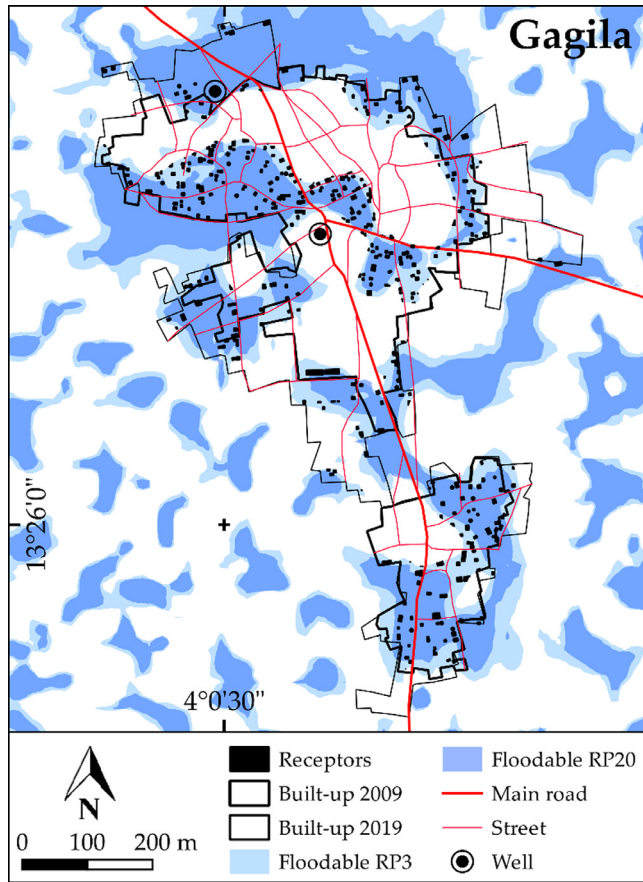 Gagila
13°26'0"
4°0'30"
N
0 100 200 m
Receptors
Built-up 2009
Built-up 2019
Floodable RP3
Floodable RP20
Main road
Street
Well